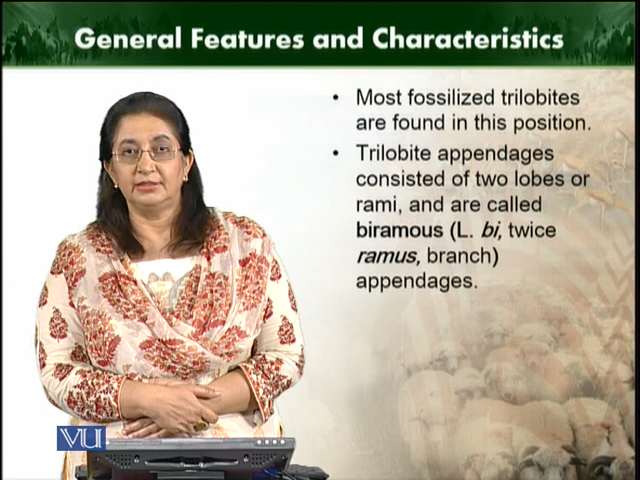 General Features and Characteristics
• Most fossilized trilobites
are found in this position.
• Trilobite appendages
consisted of two lobes or
rami, and are called
biramous (L. bi, twice
ramus, branch)
appendages.
VU